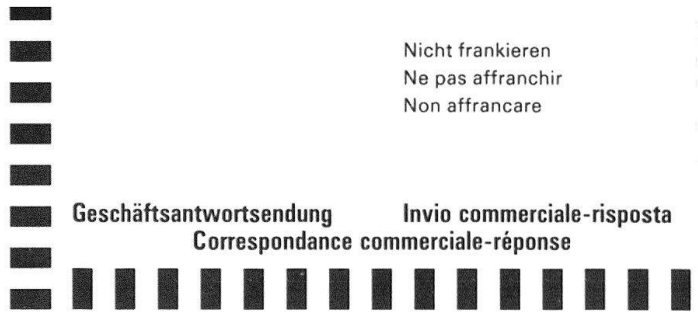 Nicht frankieren
Ne pas affranchir
Non affrancare
Geschäftsantwortsendung Invio commerciale-risposta
Correspondance commerciale-réponse